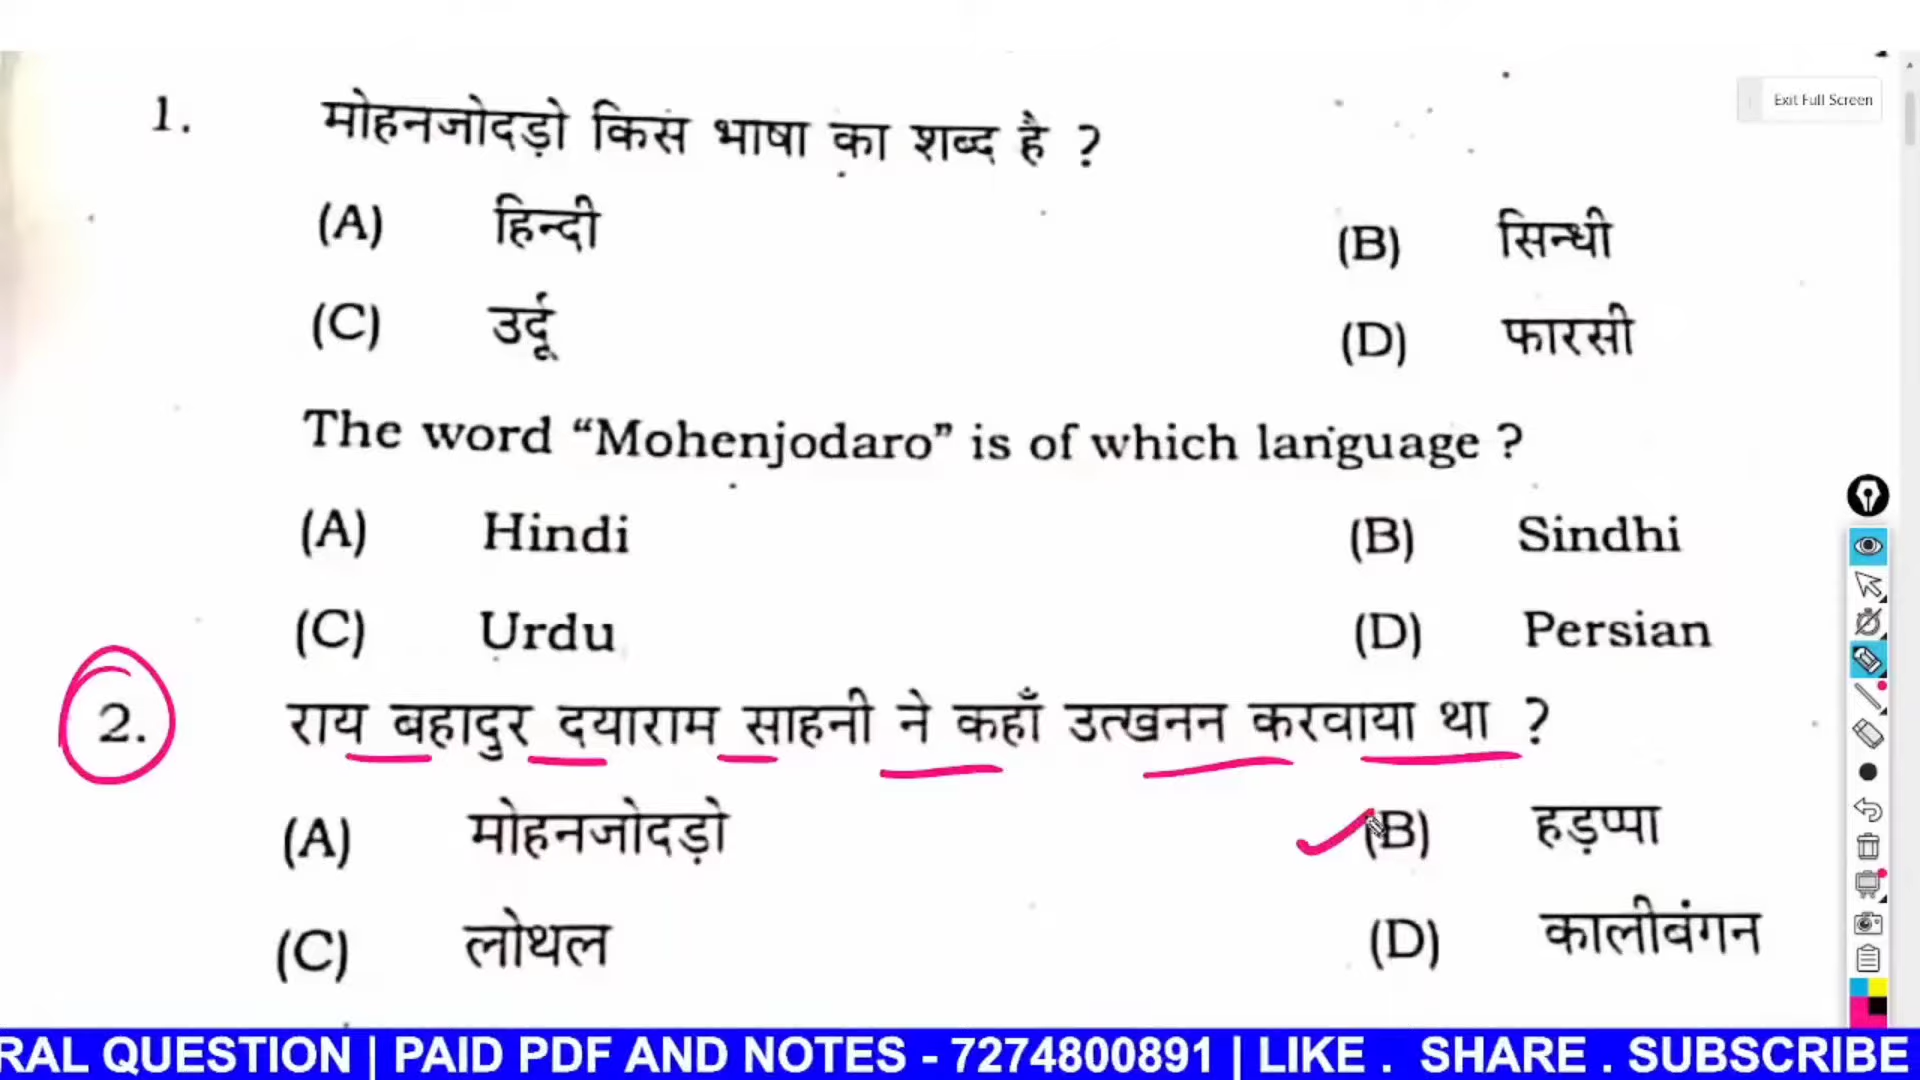 Exit Full Screen
1. मोहनजोदड़ो किस भाषा का शब्द है ?
(A) हिन्दी (B) सिन्धी
(C) उर्दू (D) फारसी
The word “Mohenjodaro” is of which language ?
(A) Hindi (B) Sindhi
(C) Urdu (D) Persian
2. राय बहादुर दयाराम साहनी ने कहाँ उत्खनन करवाया था ?
(A) मोहनजोदड़ो (B) हड़प्पा
(C) लोथल (D) कालीवंगन
RAL QUESTION | PAID PDF AND NOTES - 7274800891 | LIKE . SHARE . SUBSCRIBE